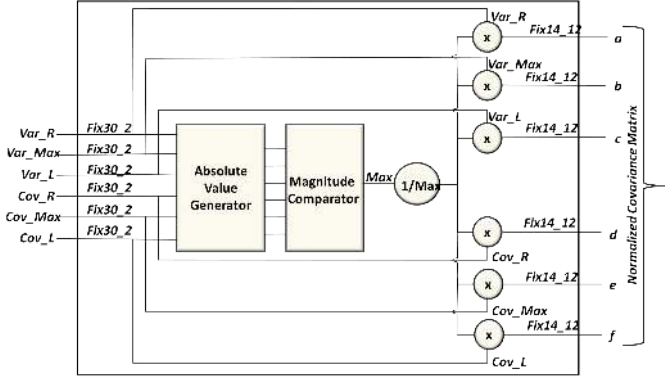 Var_R
Fix14_12
a
Var_Max
Fix14_12
b
Var_L
Fix14_12
c
Var_R Fix30_2
Var_Max Fix30_2
Var_L Fix30_2
Cov_R Fix30_2
Cov_Max Fix30_2
Cov_L Fix30_2
Absolute
Value
Generator
Magnitude
Comparator
Max
1/Max
x
x
x
x
x
x
Fix14_12
d
Cov_R
Fix14_12
e
Cov_Max
Fix14_12
f
Cov_L
Normalized Covariance Matrix